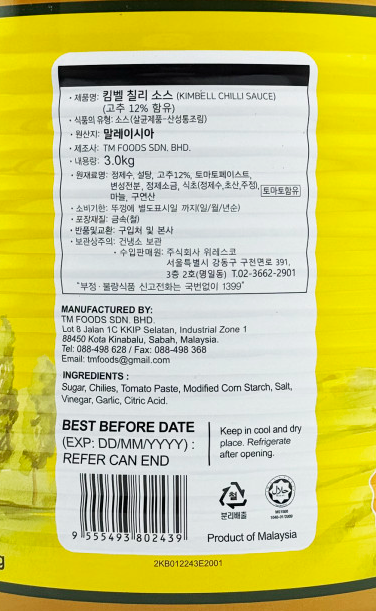 · 제품명: 킴벨 칠리 소스 (KIMBELL CHILLI SAUCE)
(고추 12% 함유)
· 식품의 유형: 소스(살균제품-산성통조림)
· 원산지: 말레이시아
· 제조사: TM FOODS SDN. BHD.
· 내용량: 3.0kg
· 원재료명: 정제수, 설탕, 고추12%, 토마토페이스트,
변성전분, 정제소금, 식초(정제수,초산,주정),
마늘, 구연산
토마토함유
· 소비기한: 뚜껑에 별도표시일 까지(일/월/년순)
· 포장재질: 금속(철)
· 반품및교환: 구입처 및 본사
· 보관상주의: 건냉소 보관
· 수입판매원: 주식회사 위레스코
서울특별시 강동구 구천면로 391,
3층 2호(명일동) T.02-3662-2901
"부정·불량식품 신고전화는 국번없이 1399"
MANUFACTURED BY:
TM FOODS SDN. BHD.
Lot 8 Jalan 1C KKIP Selatan, Industrial Zone 1
88450 Kota Kinabalu, Sabah, Malaysia.
Tel: 088-498 628 / Fax: 088-498 368
Email: tmfoods@gmail.com
INGREDIENTS :
Sugar, Chilies, Tomato Paste, Modified Corn Starch, Salt,
Vinegar, Garlic, Citric Acid.
BEST BEFORE DATE
(EXP: DD/MM/YYYY) :
REFER CAN END
Keep in cool and dry
place. Refrigerate
after opening.
철
분리배출
9 555493 802439
Product of Malaysia
2KB012243E2001
g